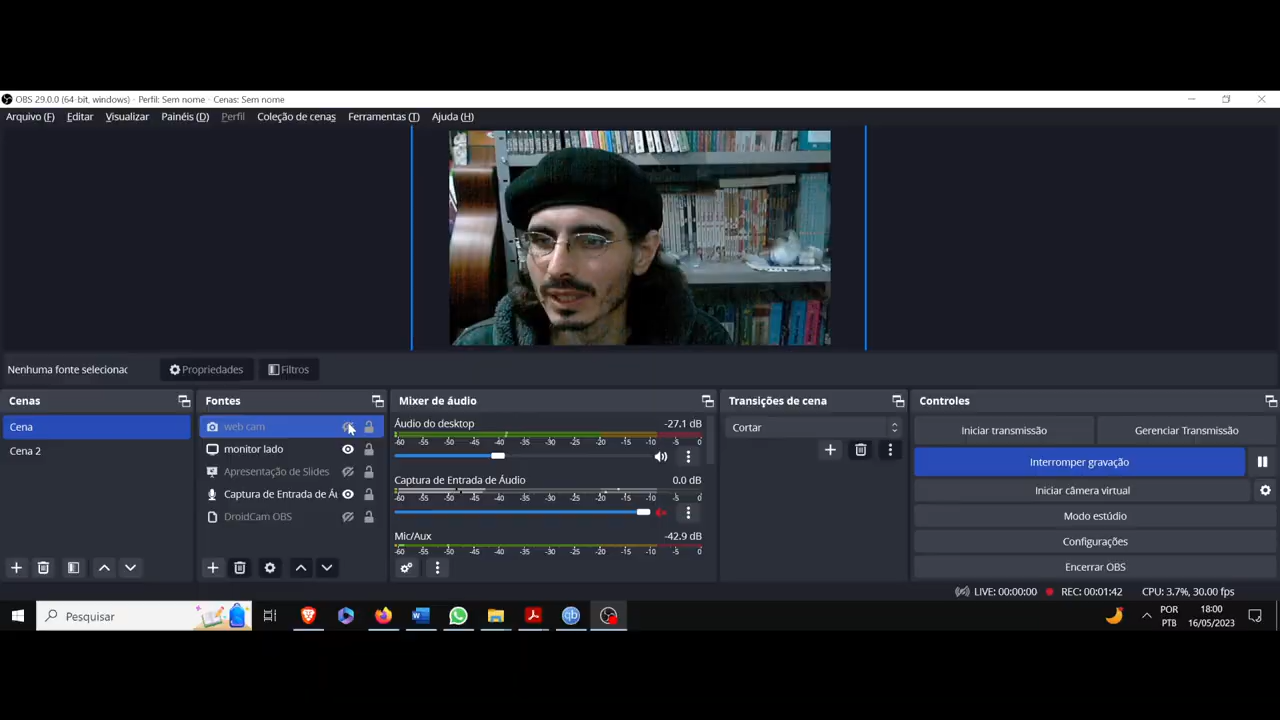 OBS 29.0.0 (64-bit, windows) - Perfil: Sem nome - Cenas: Sem nome
Arquivo (F) Editar Visualizar Painéis (D) Perfil Coleção de cenas Ferramentas (T) Ajuda (H)
Nenhuma fonte selecionac Propriedades Filtros
Cenas
Cena
Cena 2
Fontes
web cam
monitor lado
Apresentação de Slides
Captura de Entrada de Áu
DroidCam OBS
Mixer de áudio
Áudio do desktop -27.1 dB
-60 -55 -50 -45 -40 -35 -30 -25 -20 -15 -10 -5 0
Captura de Entrada de Áudio 0.0 dB
-60 -55 -50 -45 -40 -35 -30 -25 -20 -15 -10 -5 0
Mic/Aux -42.9 dB
-60 -55 -50 -45 -40 -35 -30 -25 -20 -15 -10 -5 0
Transições de cena
Cortar
Controles
Iniciar transmissão Gerenciar Transmissão
Interromper gravação
Iniciar câmera virtual
Modo estúdio
Configurações
Encerrar OBS
LIVE: 00:00:00 REC: 00:01:42 CPU: 3.7%, 30.00 fps
Pesquisar
POR
PTB
18:00
16/05/2023